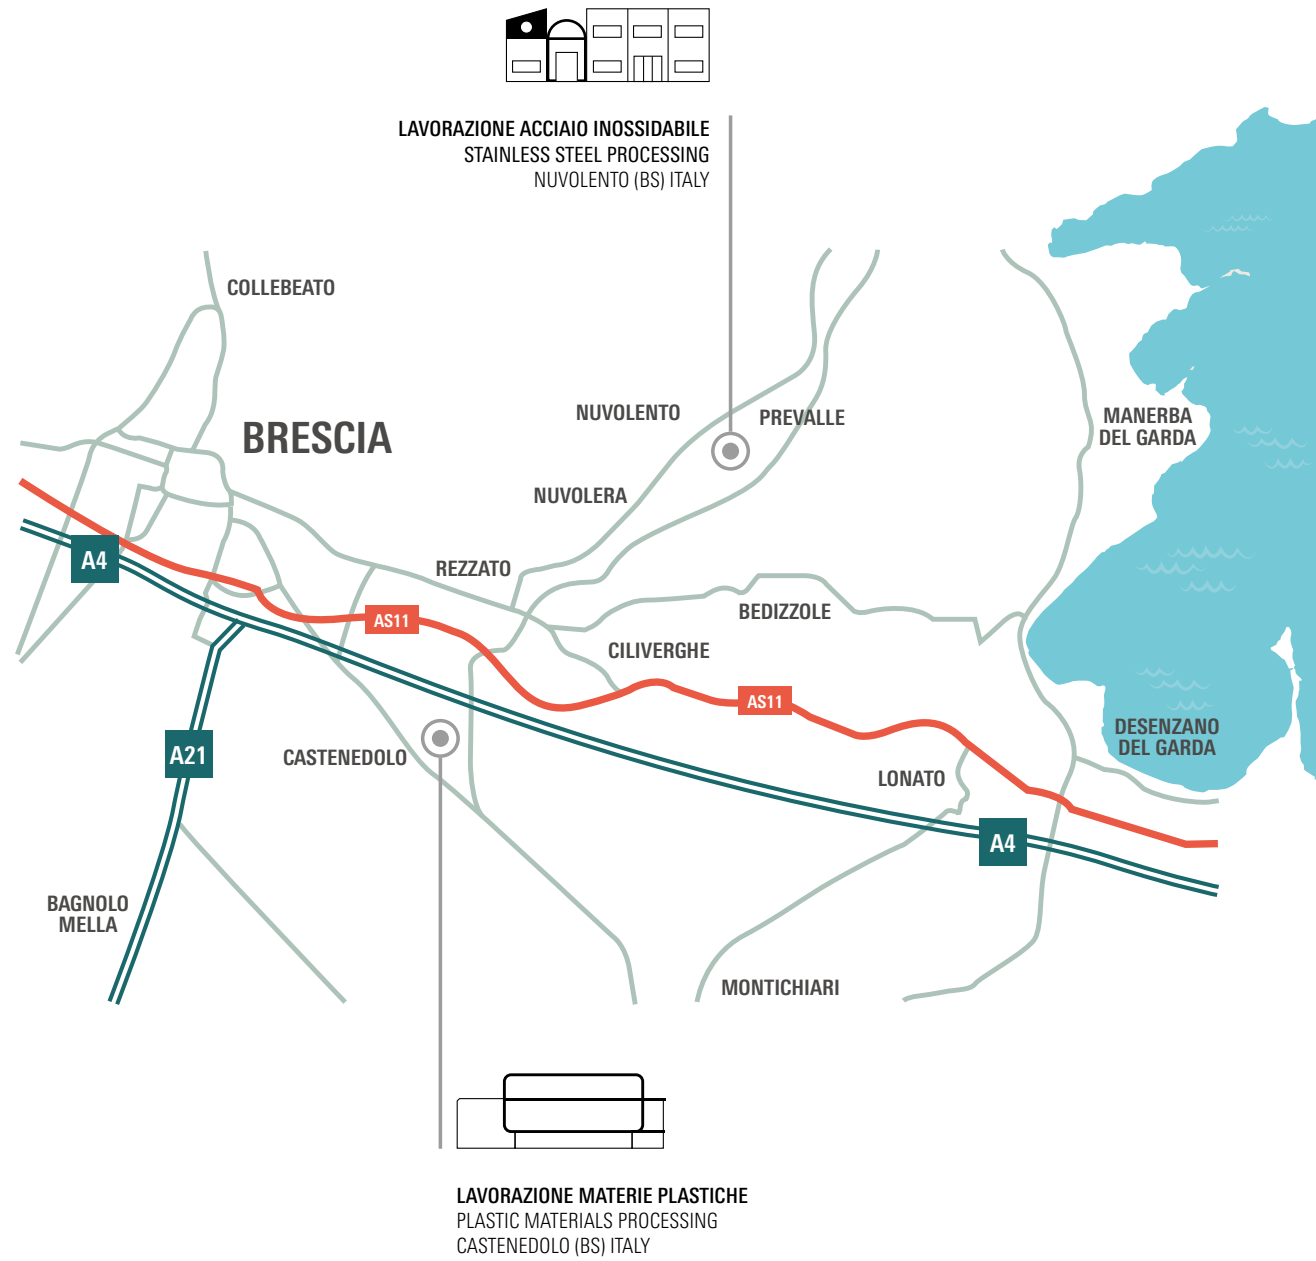 LAVORAZIONE ACCIAIO INOSSIDABILE
STAINLESS STEEL PROCESSING
NUVOLENTO (BS) ITALY
COLLEBEATO
BRESCIA
NUVOLENTO
PREVALLE
MANERBA
DEL GARDA
NUVOLERA
A4
REZZATO
AS11
BEDIZZOLE
CILIVERGHE
AS11
A21
CASTENEDOLO
DESENZANO
DEL GARDA
LONATO
A4
BAGNOLO
MELLA
MONTICHIARI
LAVORAZIONE MATERIE PLASTICHE
PLASTIC MATERIALS PROCESSING
CASTENEDOLO (BS) ITALY